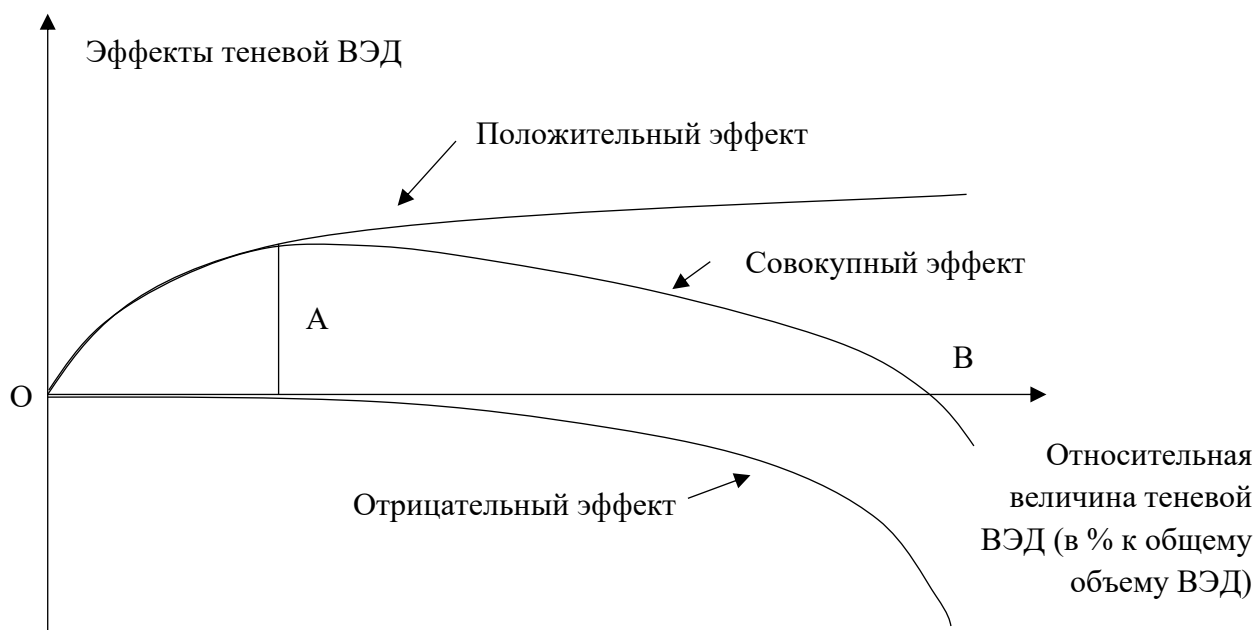 Эффекты теневой ВЭД
Положительный эффект
Совокупный эффект
А
В
О
Относительная
величина теневой
ВЭД (в % к общему
объему ВЭД)
Отрицательный эффект